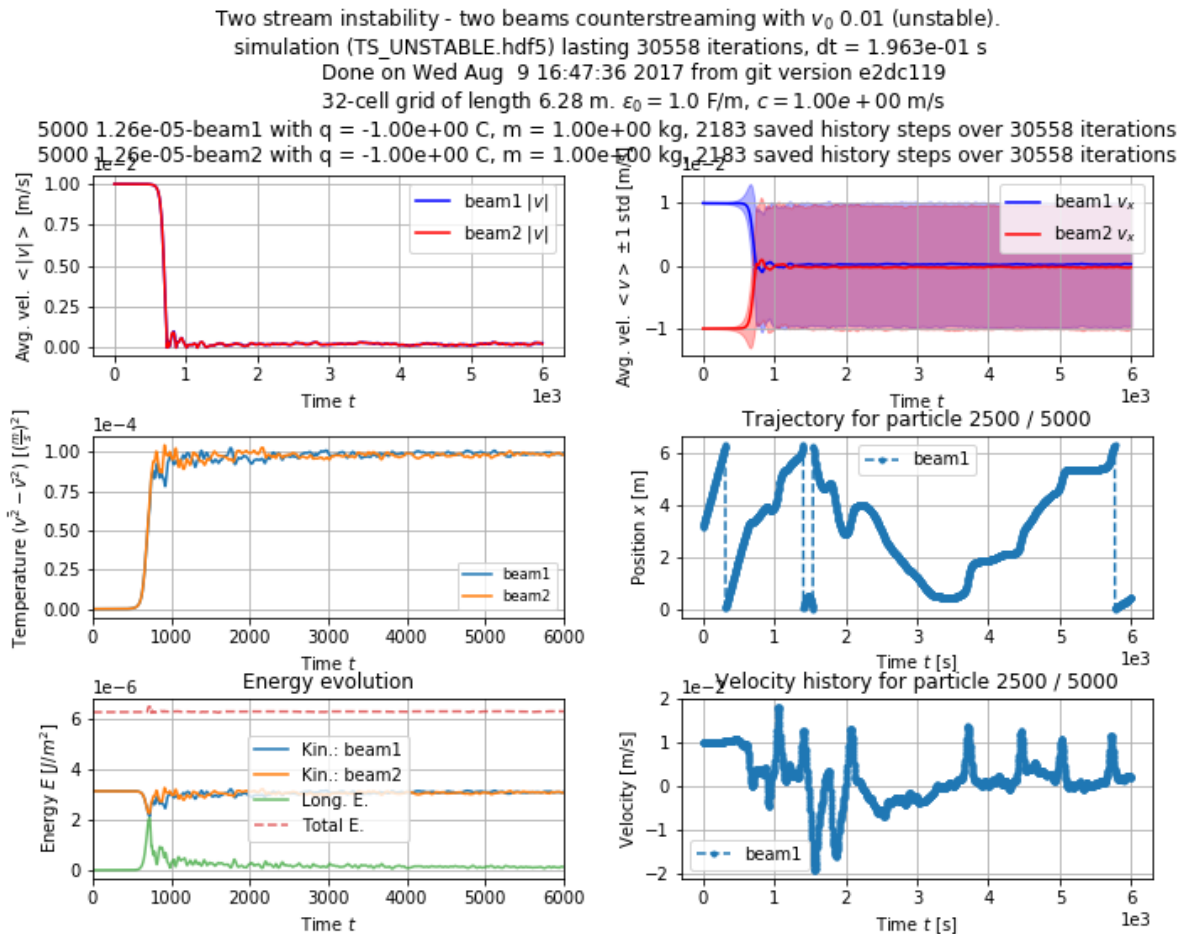 Two stream instability - two beams counterstreaming with v₀ 0.01 (unstable).
simulation (TS_UNSTABLE.hdf5) lasting 30558 iterations, dt = 1.963e-01 s
Done on Wed Aug  9 16:47:36 2017 from git version e2dc119
32-cell grid of length 6.28 m. ε₀ = 1.0 F/m, c = 1.00e + 00 m/s
5000 1.26e-05-beam1 with q = -1.00e+00 C, m = 1.00e+00 kg, 2183 saved history steps over 30558 iterations
5000 1.26e-05-beam2 with q = -1.00e+00 C, m = 1.00e+00 kg, 2183 saved history steps over 30558 iterations
1e-2
Avg. vel. < |v| > [m/s]
1.00
0.75
0.50
0.25
0.00
beam1 |v|
beam2 |v|
0 1 2 3 4 5 6
Time t
1e3
1e-2
Avg. vel. < v > ± 1 std [m/s]
1
0
−1
beam1 vₓ
beam2 vₓ
0 1 2 3 4 5 6
Time t
1e3
1e-4
Temperature (v̄² − v̄²) [(m/s)²]
1.00
0.75
0.50
0.25
0.00
beam1
beam2
0 1000 2000 3000 4000 5000 6000
Time t
Trajectory for particle 2500 / 5000
Position x [m]
6
4
2
0
beam1
0 1 2 3 4 5 6
Time t [s]
1e3
1e-6
Energy evolution
Energy E [J/m²]
6
4
2
0
Kin.: beam1
Kin.: beam2
Long. E.
Total E.
0 1000 2000 3000 4000 5000 6000
Time t
1e-2
Velocity history for particle 2500 / 5000
Velocity [m/s]
2
1
0
−1
−2
beam1
0 1 2 3 4 5 6
Time t [s]
1e3